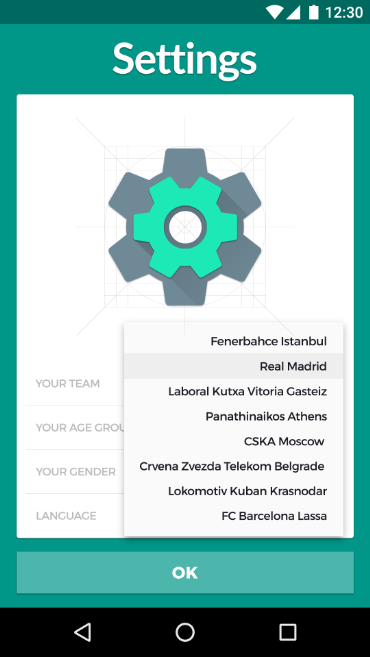 12:30
Settings
Fenerbahce Istanbul
Real Madrid
YOUR TEAM
Laboral Kutxa Vitoria Gasteiz
Panathinaikos Athens
YOUR AGE GROU
CSKA Moscow
Crvena Zvezda Telekom Belgrade
YOUR GENDER
Lokomotiv Kuban Krasnodar
LANGUAGE
FC Barcelona Lassa
OK